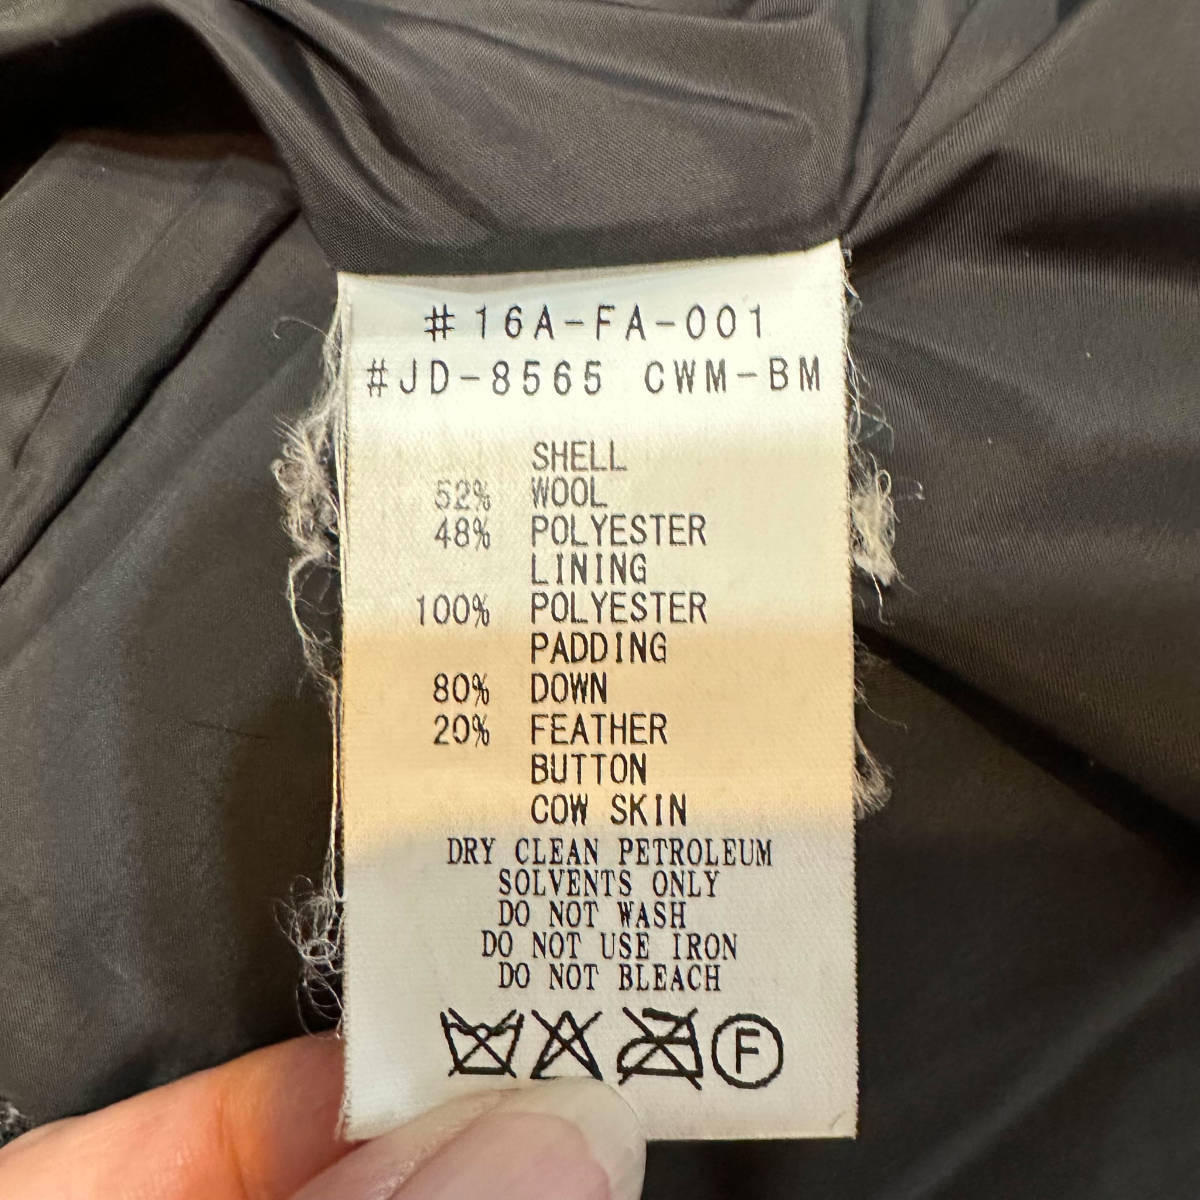 #16A-FA-001
#JD-8565 CWM-BM
SHELL
52% WOOL
48% POLYESTER
LINING
100% POLYESTER
PADDING
80% DOWN
20% FEATHER
BUTTON
COW SKIN
DRY CLEAN PETROLEUM
SOLVENTS ONLY
DO NOT WASH
DO NOT USE IRON
DO NOT BLEACH
F